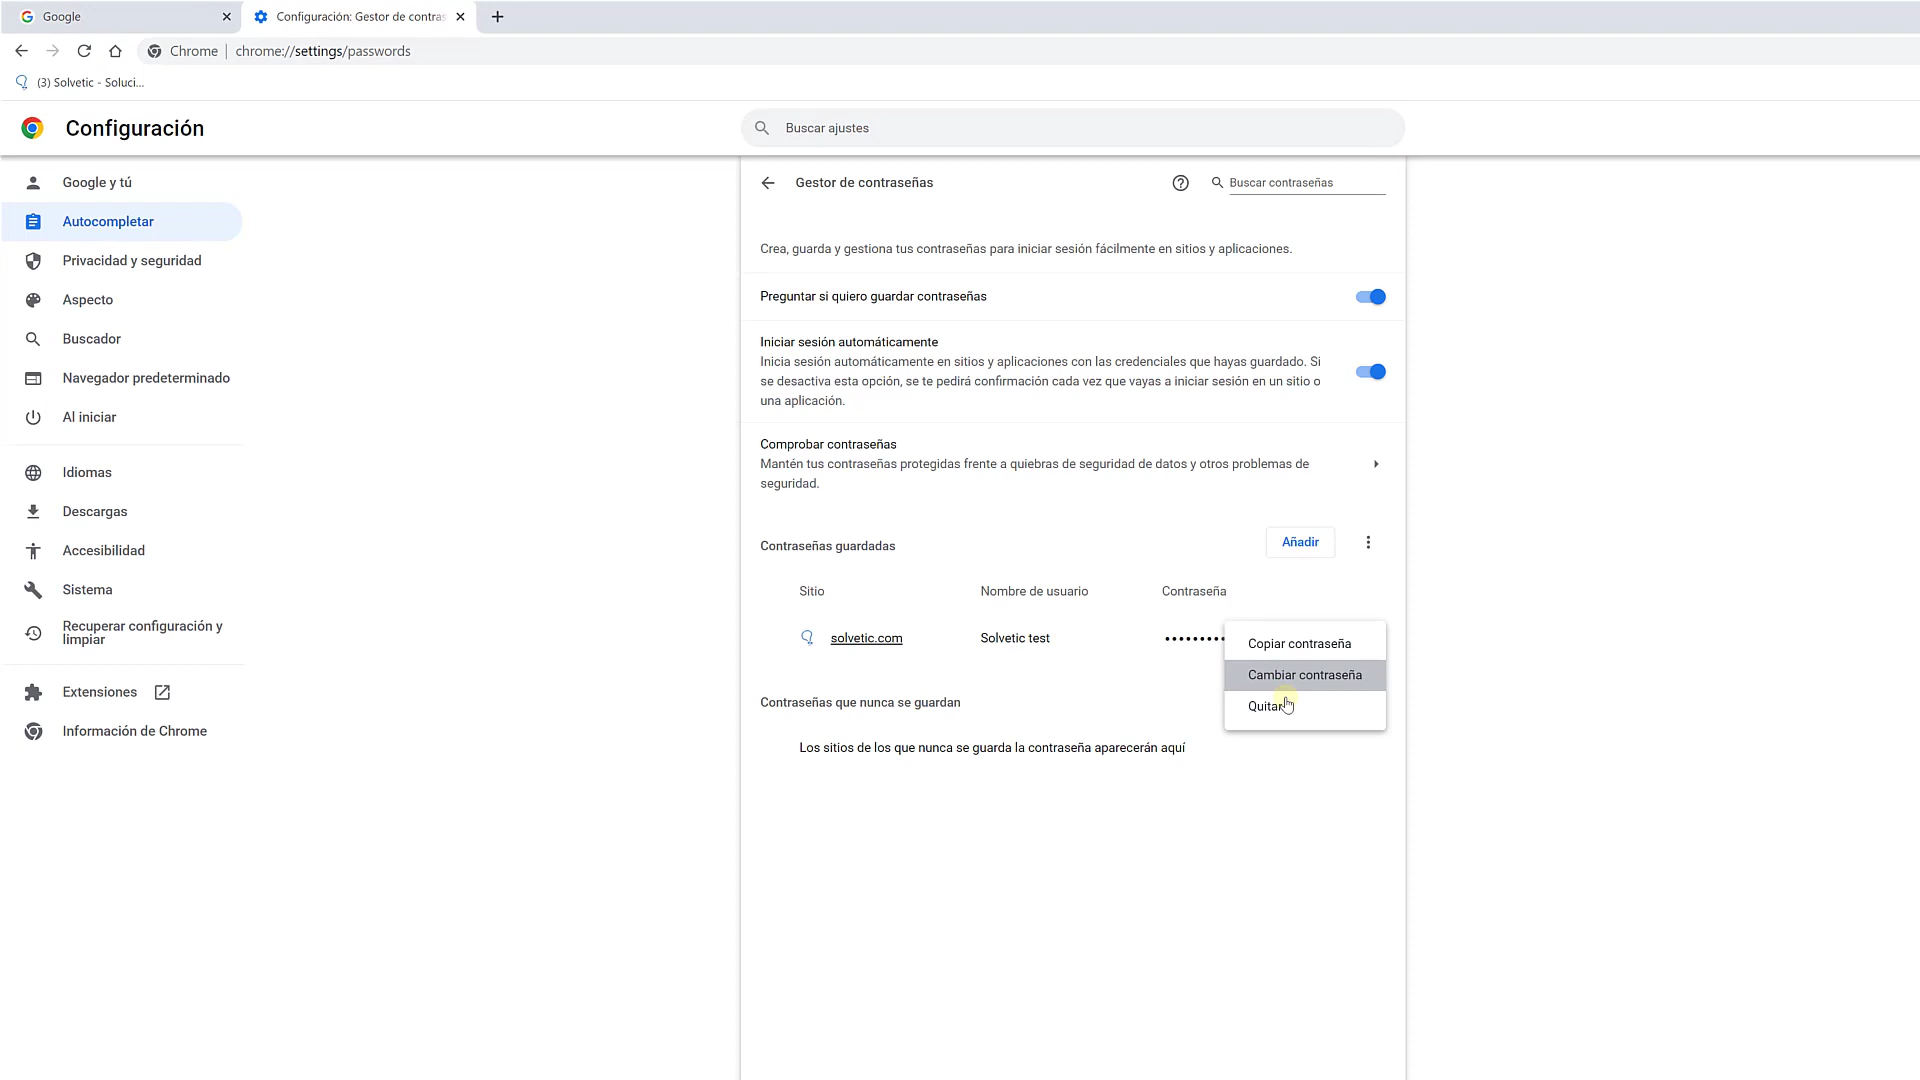 Google
Configuración: Gestor de contras
Chrome
chrome://settings/passwords
(3) Solvetic - Soluci...
Configuración
Buscar ajustes
Google y tú
Autocompletar
Privacidad y seguridad
Aspecto
Buscador
Navegador predeterminado
Al iniciar
Idiomas
Descargas
Accesibilidad
Sistema
Recuperar configuración y
limpiar
Extensiones
Información de Chrome
Gestor de contraseñas
Buscar contraseñas
Crea, guarda y gestiona tus contraseñas para iniciar sesión fácilmente en sitios y aplicaciones.
Preguntar si quiero guardar contraseñas
Iniciar sesión automáticamente
Inicia sesión automáticamente en sitios y aplicaciones con las credenciales que hayas guardado. Si
se desactiva esta opción, se te pedirá confirmación cada vez que vayas a iniciar sesión en un sitio o
una aplicación.
Comprobar contraseñas
Mantén tus contraseñas protegidas frente a quiebras de seguridad de datos y otros problemas de
seguridad.
Contraseñas guardadas
Añadir
Sitio
Nombre de usuario
Contraseña
solvetic.com
Solvetic test
•••••••••
Copiar contraseña
Cambiar contraseña
Quitar
Contraseñas que nunca se guardan
Los sitios de los que nunca se guarda la contraseña aparecerán aquí